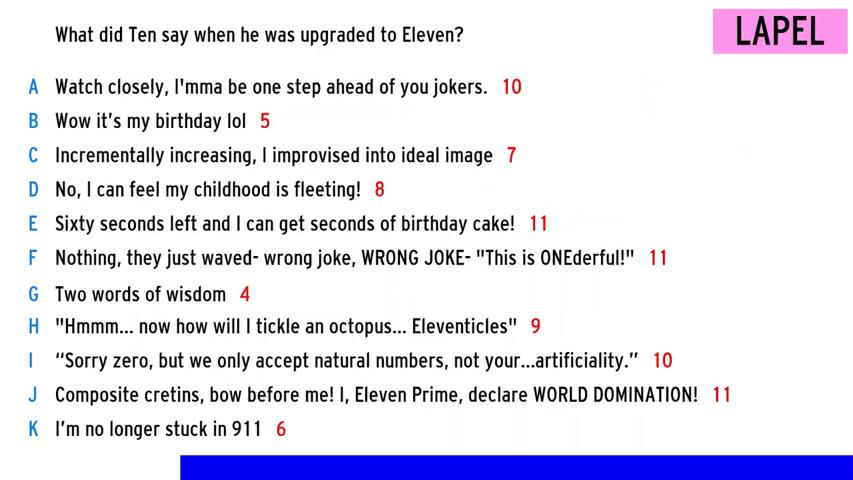 What did Ten say when he was upgraded to Eleven?
LAPEL
A Watch closely, I'mma be one step ahead of you jokers. 10
B Wow it's my birthday lol 5
C Incrementally increasing, I improvised into ideal image 7
D No, I can feel my childhood is fleeting! 8
E Sixty seconds left and I can get seconds of birthday cake! 11
F Nothing, they just waved- wrong joke, WRONG JOKE- "This is ONEderful!" 11
G Two words of wisdom 4
H "Hmmm... now how will I tickle an octopus... Eleventicles" 9
I “Sorry zero, but we only accept natural numbers, not your...artificiality.” 10
J Composite cretins, bow before me! I, Eleven Prime, declare WORLD DOMINATION! 11
K I'm no longer stuck in 911 6